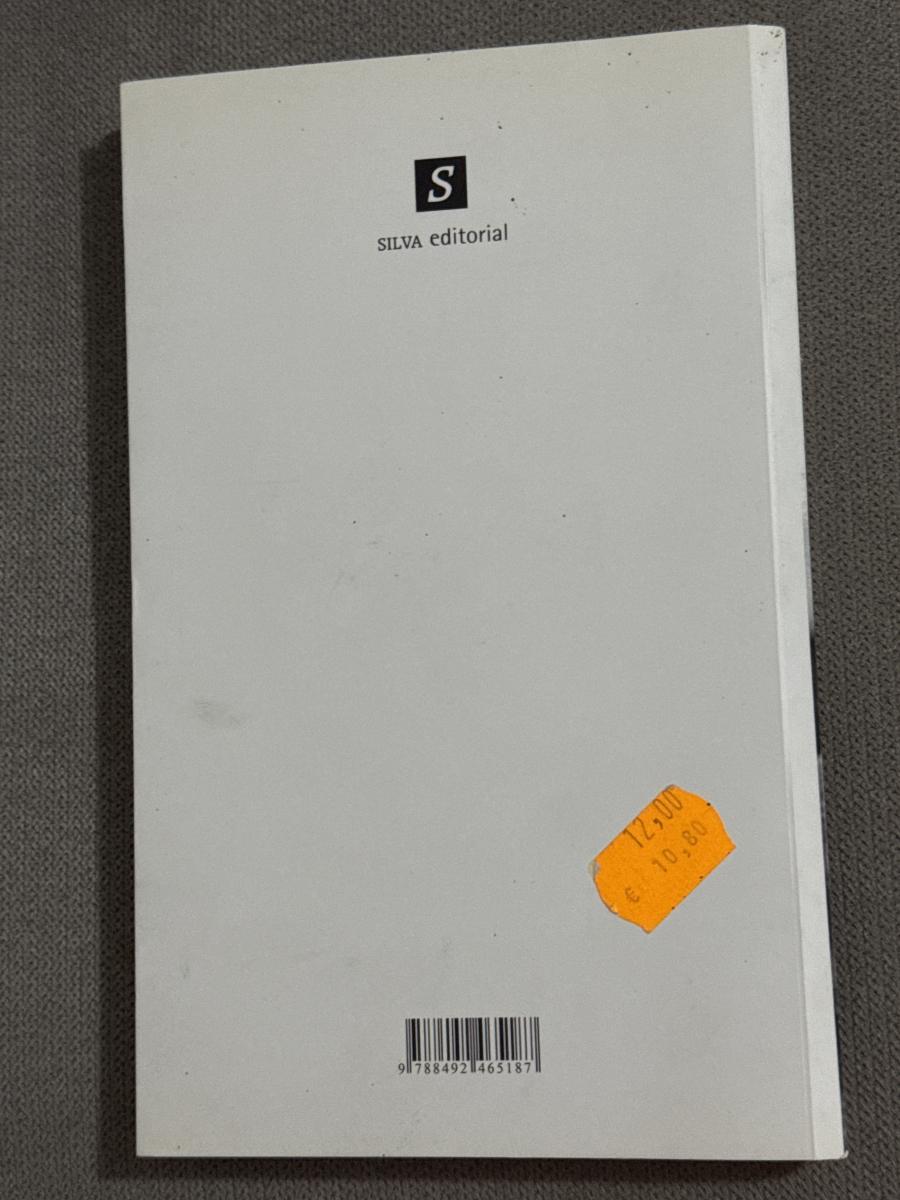 S
SILVA editorial
12,00
€ 10,80
9 788492 465187